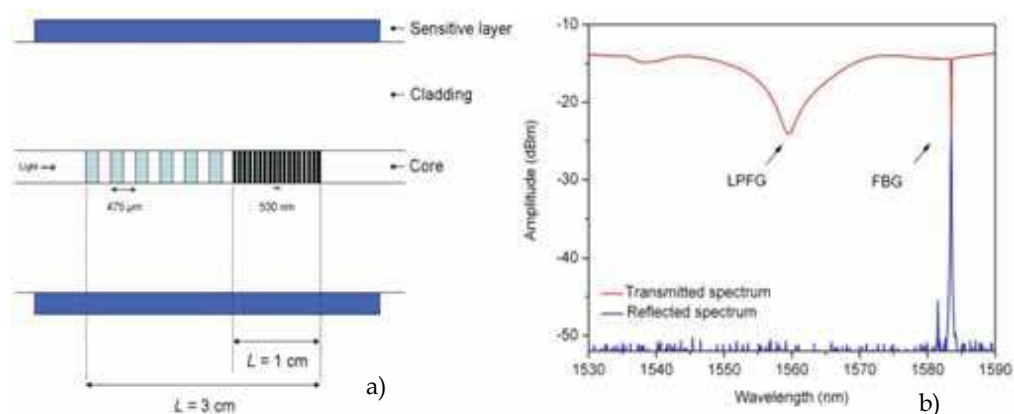 Sensitive layer
Cladding
Light
Core
475 µm
530 nm
L = 1 cm
L = 3 cm
a)
-10
-20
-30
-40
-50
Amplitude (dBm)
LPFG
FBG
Transmitted spectrum
Reflected spectrum
1530 1540 1550 1560 1570 1580 1590
Wavelength (nm)
b)